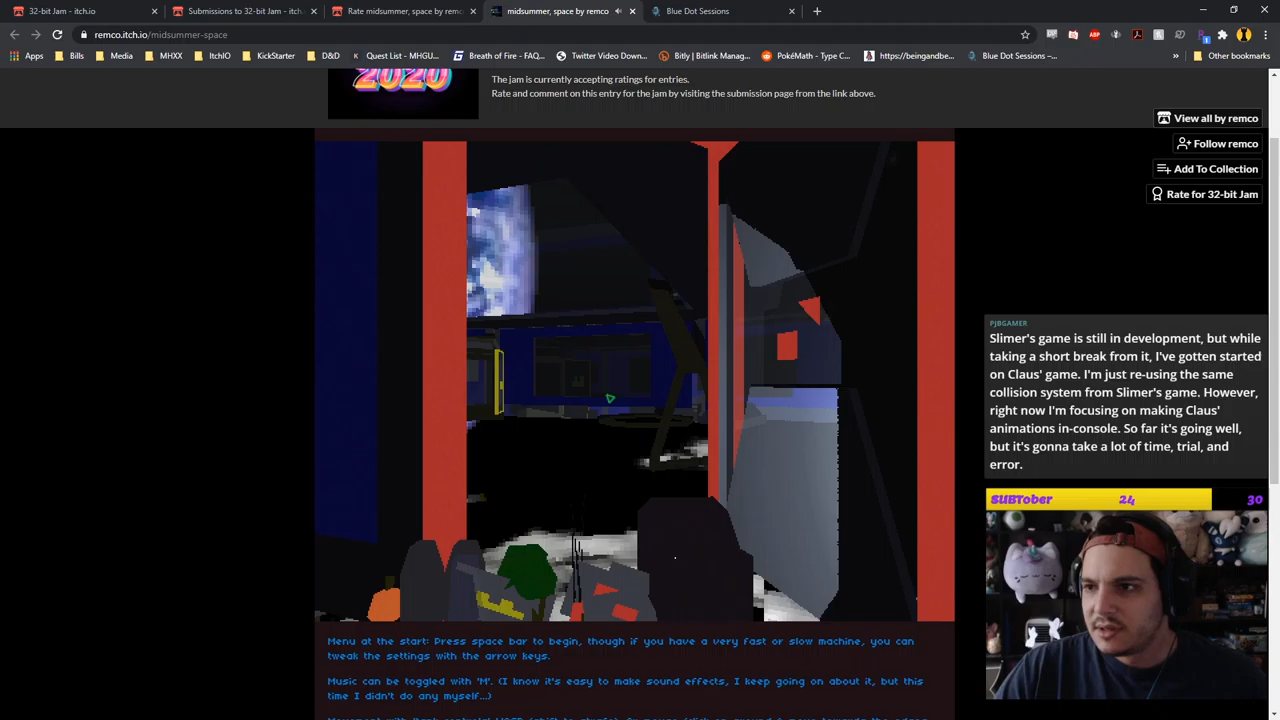 32-bit Jam - itch.io
Submissions to 32-bit Jam - itch
Rate midsummer, space by remc
midsummer, space by remco
Blue Dot Sessions
remco.itch.io/midsummer-space
Apps
Bills
Media
MHXX
ItchIO
KickStarter
D&D
Quest List - MHGU...
Breath of Fire - FAQ...
Twitter Video Down...
Bitly | Bitlink Manag...
PokéMath - Type C...
https://beingandbe...
Blue Dot Sessions –...
Other bookmarks
2020
The jam is currently accepting ratings for entries.
Rate and comment on this entry for the jam by visiting the submission page from the link above.
View all by remco
Follow remco
Add To Collection
Rate for 32-bit Jam
PJBGAMER
Slimer's game is still in development, but while
taking a short break from it, I've gotten started
on Claus' game. I'm just re-using the same
collision system from Slimer's game. However,
right now I'm focusing on making Claus'
animations in-console. So far it's going well,
but it's gonna take a lot of time, trial, and
error.
SUBTober 24 30
Menu at the start: Press space bar to begin, though if you have a very fast or slow machine, you can
tweak the settings with the arrow keys.
Music can be toggled with 'M'. (I know it's easy to make sound effects, I keep going on about it, but this
time I didn't do any myself...)